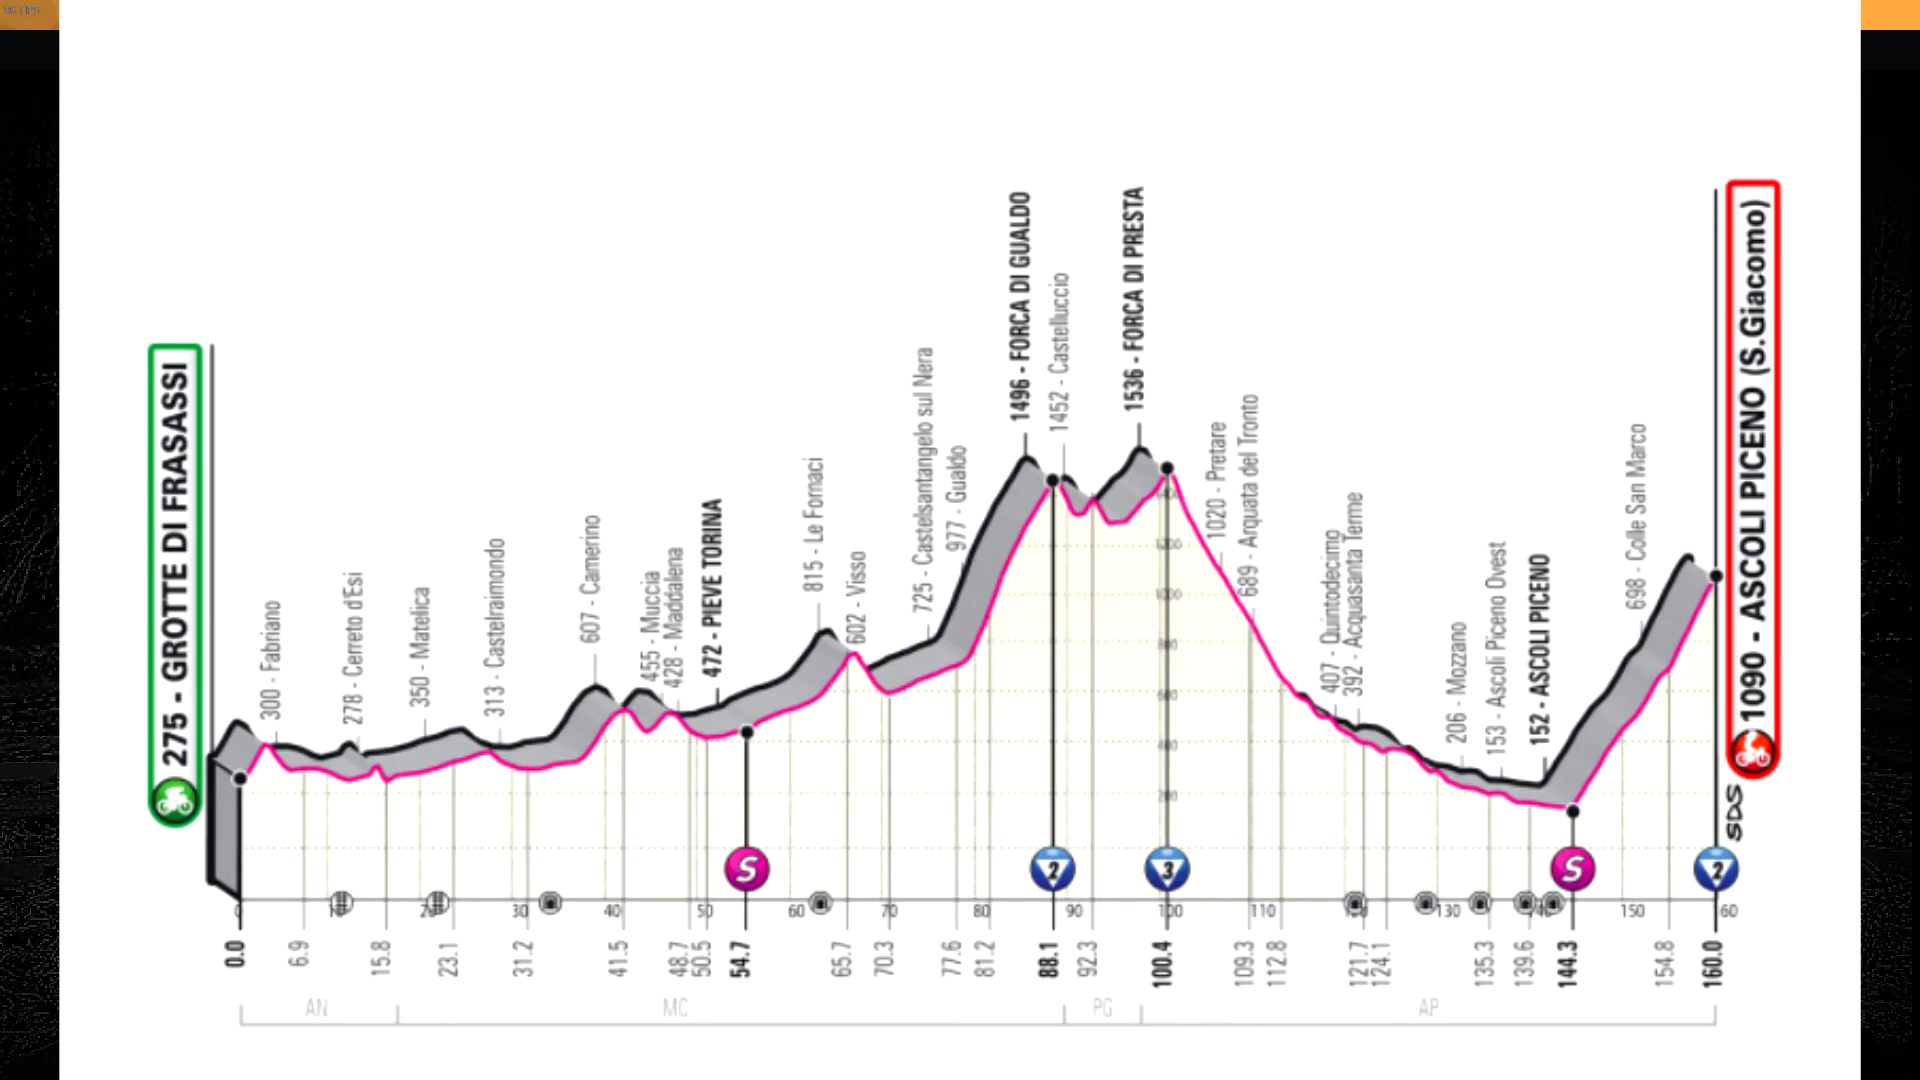 275 - GROTTE DI FRASASSI
300 - Fabriano
278 - Cerreto d'Esi
350 - Matelica
313 - Castelraimondo
607 - Camerino
455 - Muccia
428 - Maddalena
472 - PIEVE TORINA
815 - Le Fornaci
602 - Visso
725 - Castelsantangelo sul Nera
977 - Gualdo
1496 - FORCA DI GUALDO
1452 - Castelluccio
1536 - FORCA DI PRESTA
1020 - Pretare
689 - Arquata del Tronto
407 - Quintodecimo
392 - Acquasanta Terme
206 - Mozzano
153 - Ascoli Piceno Ovest
152 - ASCOLI PICENO
698 - Colle San Marco
1090 - ASCOLI PICENO (S.Giacomo)
SDS
S 2 3 S 2
0 20 30 40 50 60 70 80 90 100 110 130 150 160
0.0 6.9 15.8 23.1 31.2 41.5 48.7 50.5 54.7 65.7 70.3 77.6 81.2 88.1 92.3 100.4 109.3 112.8 121.7 124.1 135.3 139.6 144.3 154.8 160.0
AN MC PG AP